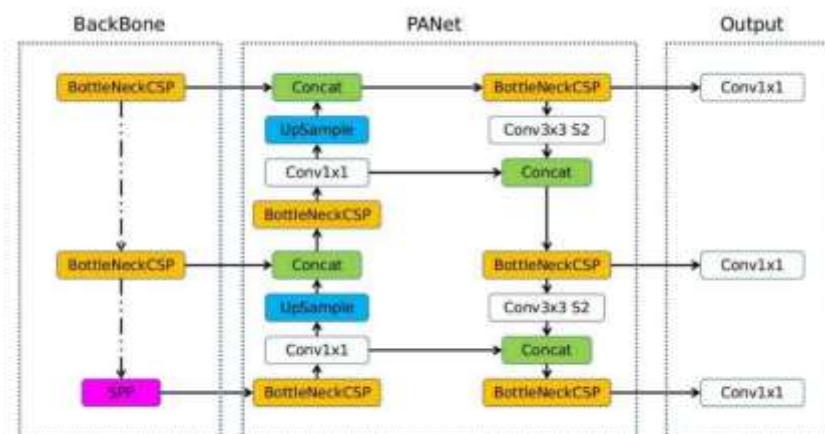 BackBone PANet Output
BottleNeckCSP Concat BottleNeckCSP Conv1x1
UpSample Conv3x3 S2
Conv1x1 Concat
BottleNeckCSP
BottleNeckCSP Concat BottleNeckCSP Conv1x1
UpSample Conv3x3 S2
Conv1x1 Concat
SPP BottleNeckCSP BottleNeckCSP Conv1x1